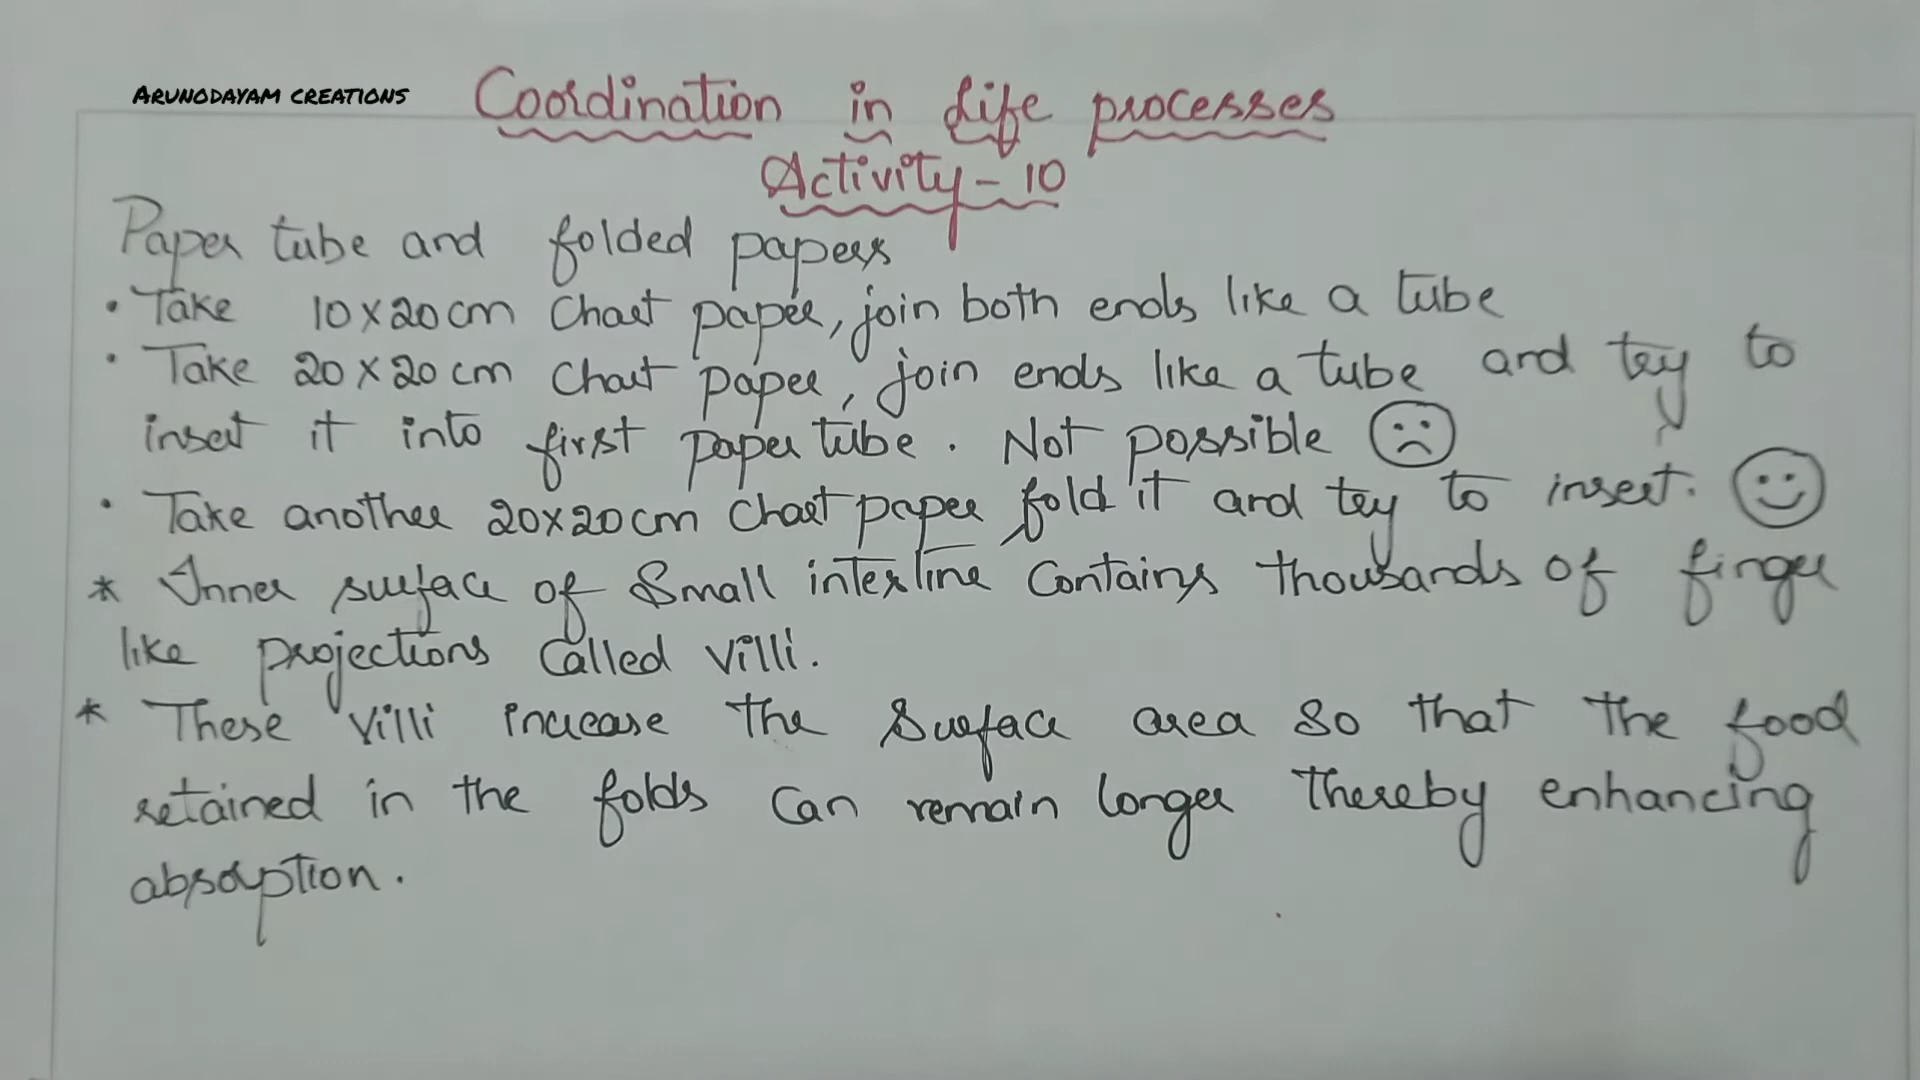 ARUNODAYAM CREATIONS
Coordination in Life processes
Activity - 10
Paper tube and folded papers
• Take 10x20cm Chart paper, join both ends like a tube
• Take 20x20cm Chart paper, join ends like a tube and try to
insert it into first paper tube. Not possible ☹
• Take another 20x20cm Chart paper fold it and try to insert. ☺
* Inner surface of Small intestine Contains thousands of finger
like projections Called villi.
* These villi increase the Surface area So that the food
retained in the folds Can remain longer thereby enhancing
absorption.